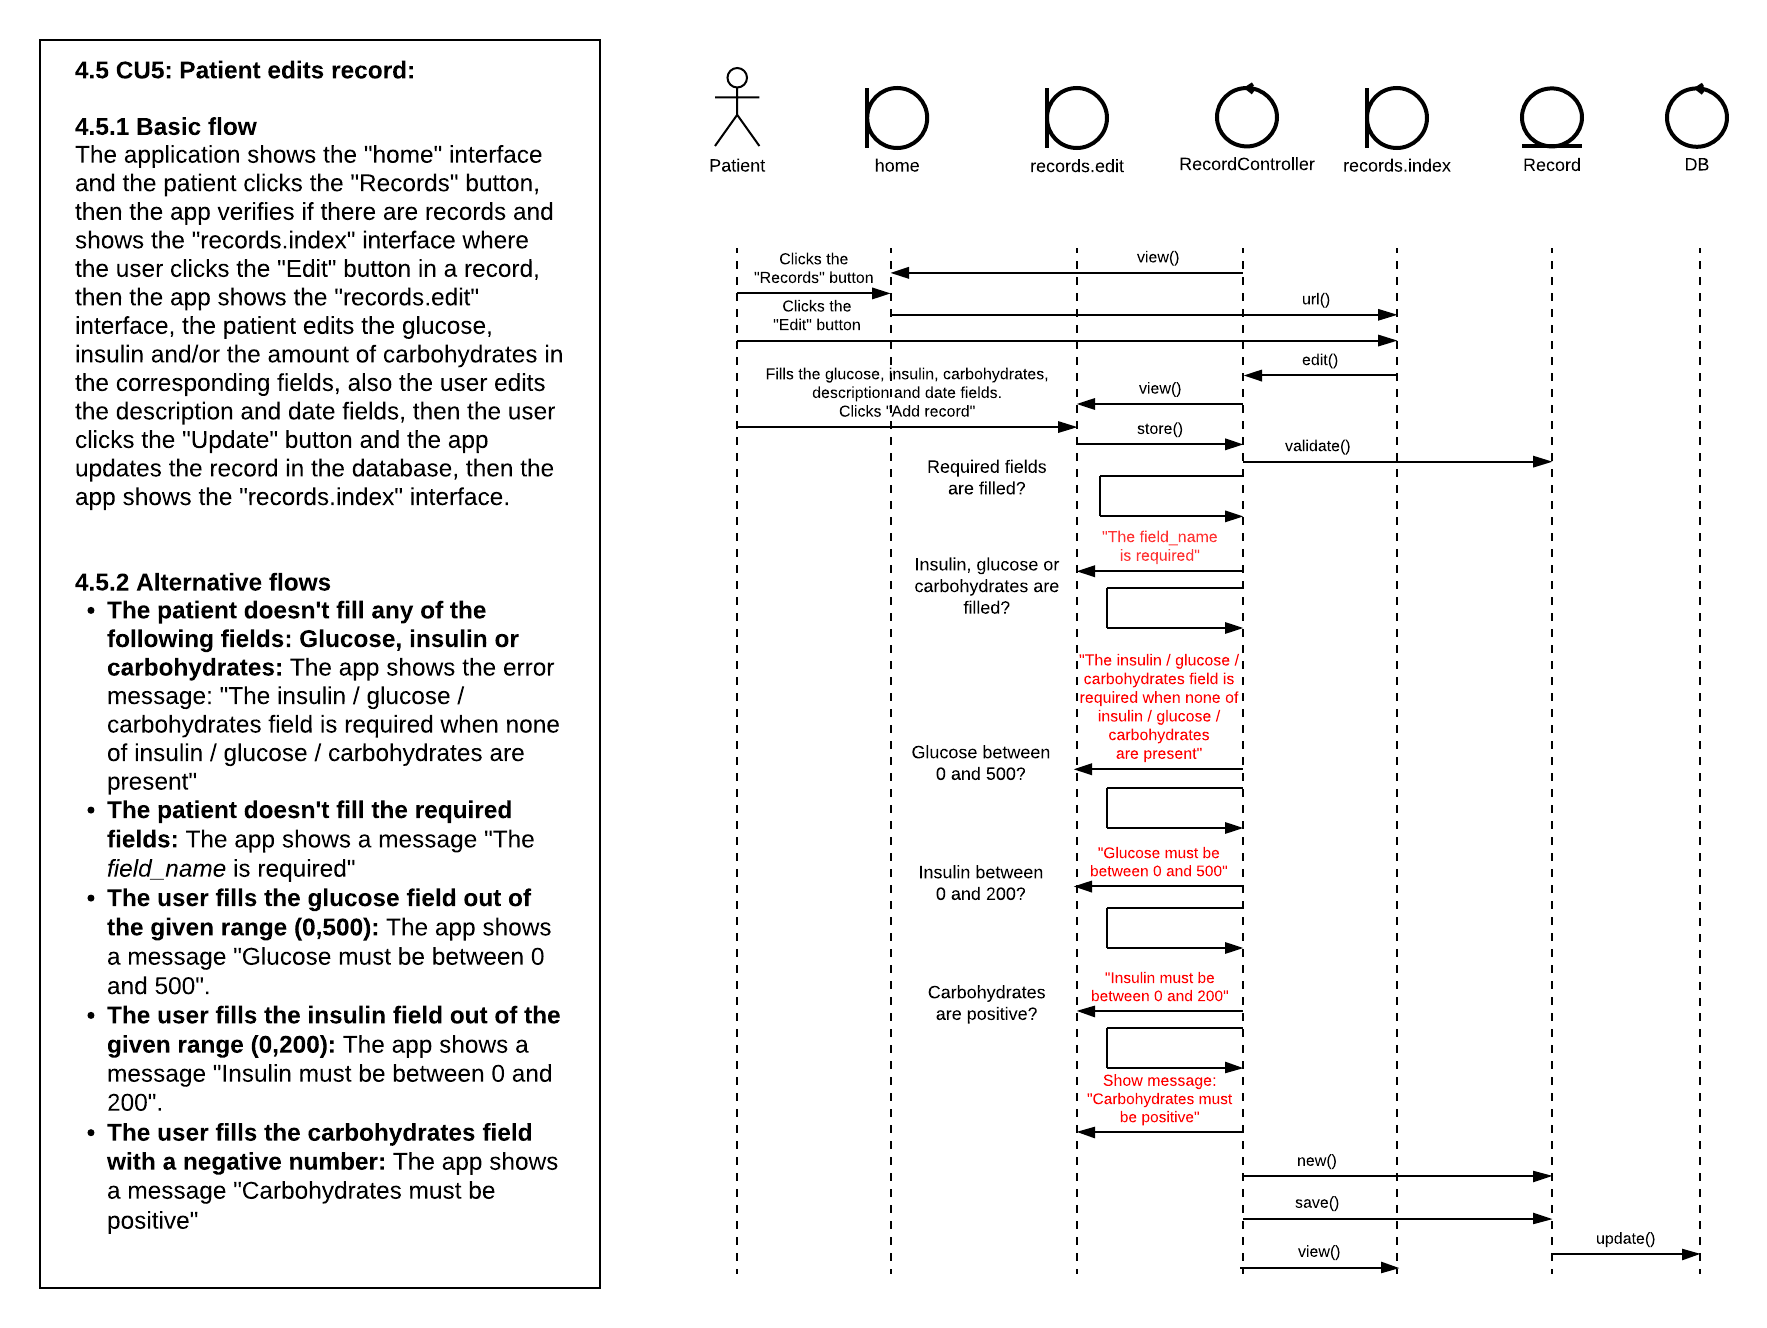 4.5 CU5: Patient edits record:
4.5.1 Basic flow
The application shows the "home" interface
and the patient clicks the "Records" button,
then the app verifies if there are records and
shows the "records.index" interface where
the user clicks the "Edit" button in a record,
then the app shows the "records.edit"
interface, the patient edits the glucose,
insulin and/or the amount of carbohydrates in
the corresponding fields, also the user edits
the description and date fields, then the user
clicks the "Update" button and the app
updates the record in the database, then the
app shows the "records.index" interface.
4.5.2 Alternative flows
• The patient doesn't fill any of the
following fields: Glucose, insulin or
carbohydrates: The app shows the error
message: "The insulin / glucose /
carbohydrates field is required when none
of insulin / glucose / carbohydrates are
present"
• The patient doesn't fill the required
fields: The app shows a message "The
field_name is required"
• The user fills the glucose field out of
the given range (0,500): The app shows
a message "Glucose must be between 0
and 500".
• The user fills the insulin field out of the
given range (0,200): The app shows a
message "Insulin must be between 0 and
200".
• The user fills the carbohydrates field
with a negative number: The app shows
a message "Carbohydrates must be
positive"
Patient
home
records.edit
RecordController
records.index
Record
DB
view()
Clicks the
"Records" button
url()
Clicks the
"Edit" button
edit()
view()
Fills the glucose, insulin, carbohydrates,
description and date fields.
Clicks "Add record"
store()
validate()
Required fields
are filled?
"The field_name
is required"
Insulin, glucose or
carbohydrates are
filled?
"The insulin / glucose /
carbohydrates field is
required when none of
insulin / glucose /
carbohydrates
are present"
Glucose between
0 and 500?
"Glucose must be
between 0 and 500"
Insulin between
0 and 200?
"Insulin must be
between 0 and 200"
Carbohydrates
are positive?
Show message:
"Carbohydrates must
be positive"
new()
save()
update()
view()